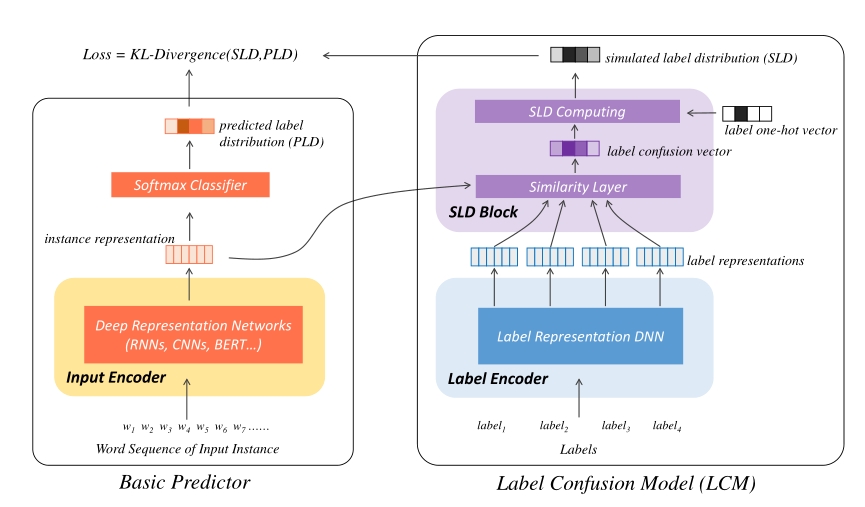 Loss = KL-Divergence(SLD,PLD)
predicted label
distribution (PLD)
Softmax Classifier
instance representation
Deep Representation Networks
(RNNs, CNNs, BERT...)
Input Encoder
w1 w2 w3 w4 w5 w6 w7 ......
Word Sequence of Input Instance
Basic Predictor
simulated label distribution (SLD)
SLD Computing
label one-hot vector
label confusion vector
Similarity Layer
SLD Block
label representations
Label Representation DNN
Label Encoder
label1 label2 label3 label4
Labels
Label Confusion Model (LCM)